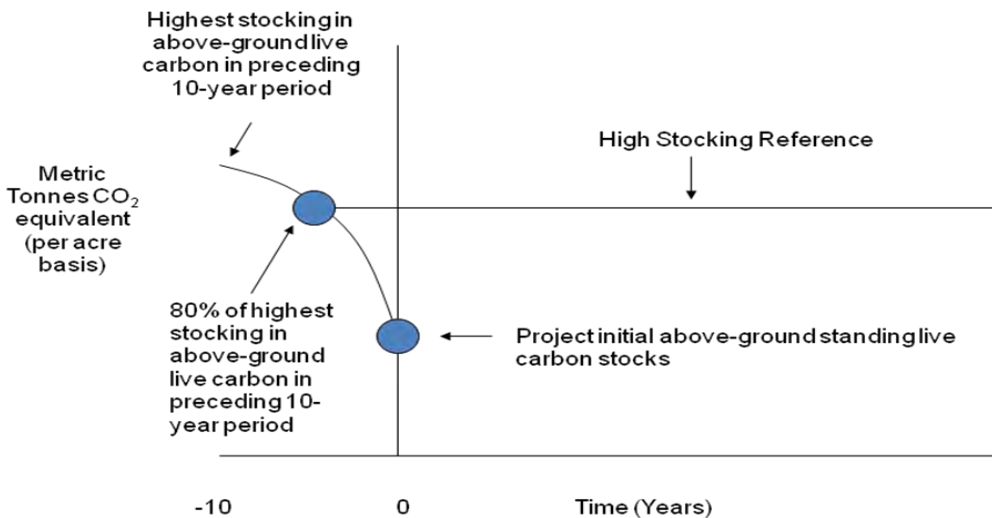 Highest stocking in
above-ground live
carbon in preceding
10-year period
High Stocking Reference
Metric
Tonnes CO₂
equivalent
(per acre
basis)
80% of highest
stocking in
above-ground
live carbon in
preceding 10-
year period
Project initial above-ground standing live
carbon stocks
-10
0
Time (Years)